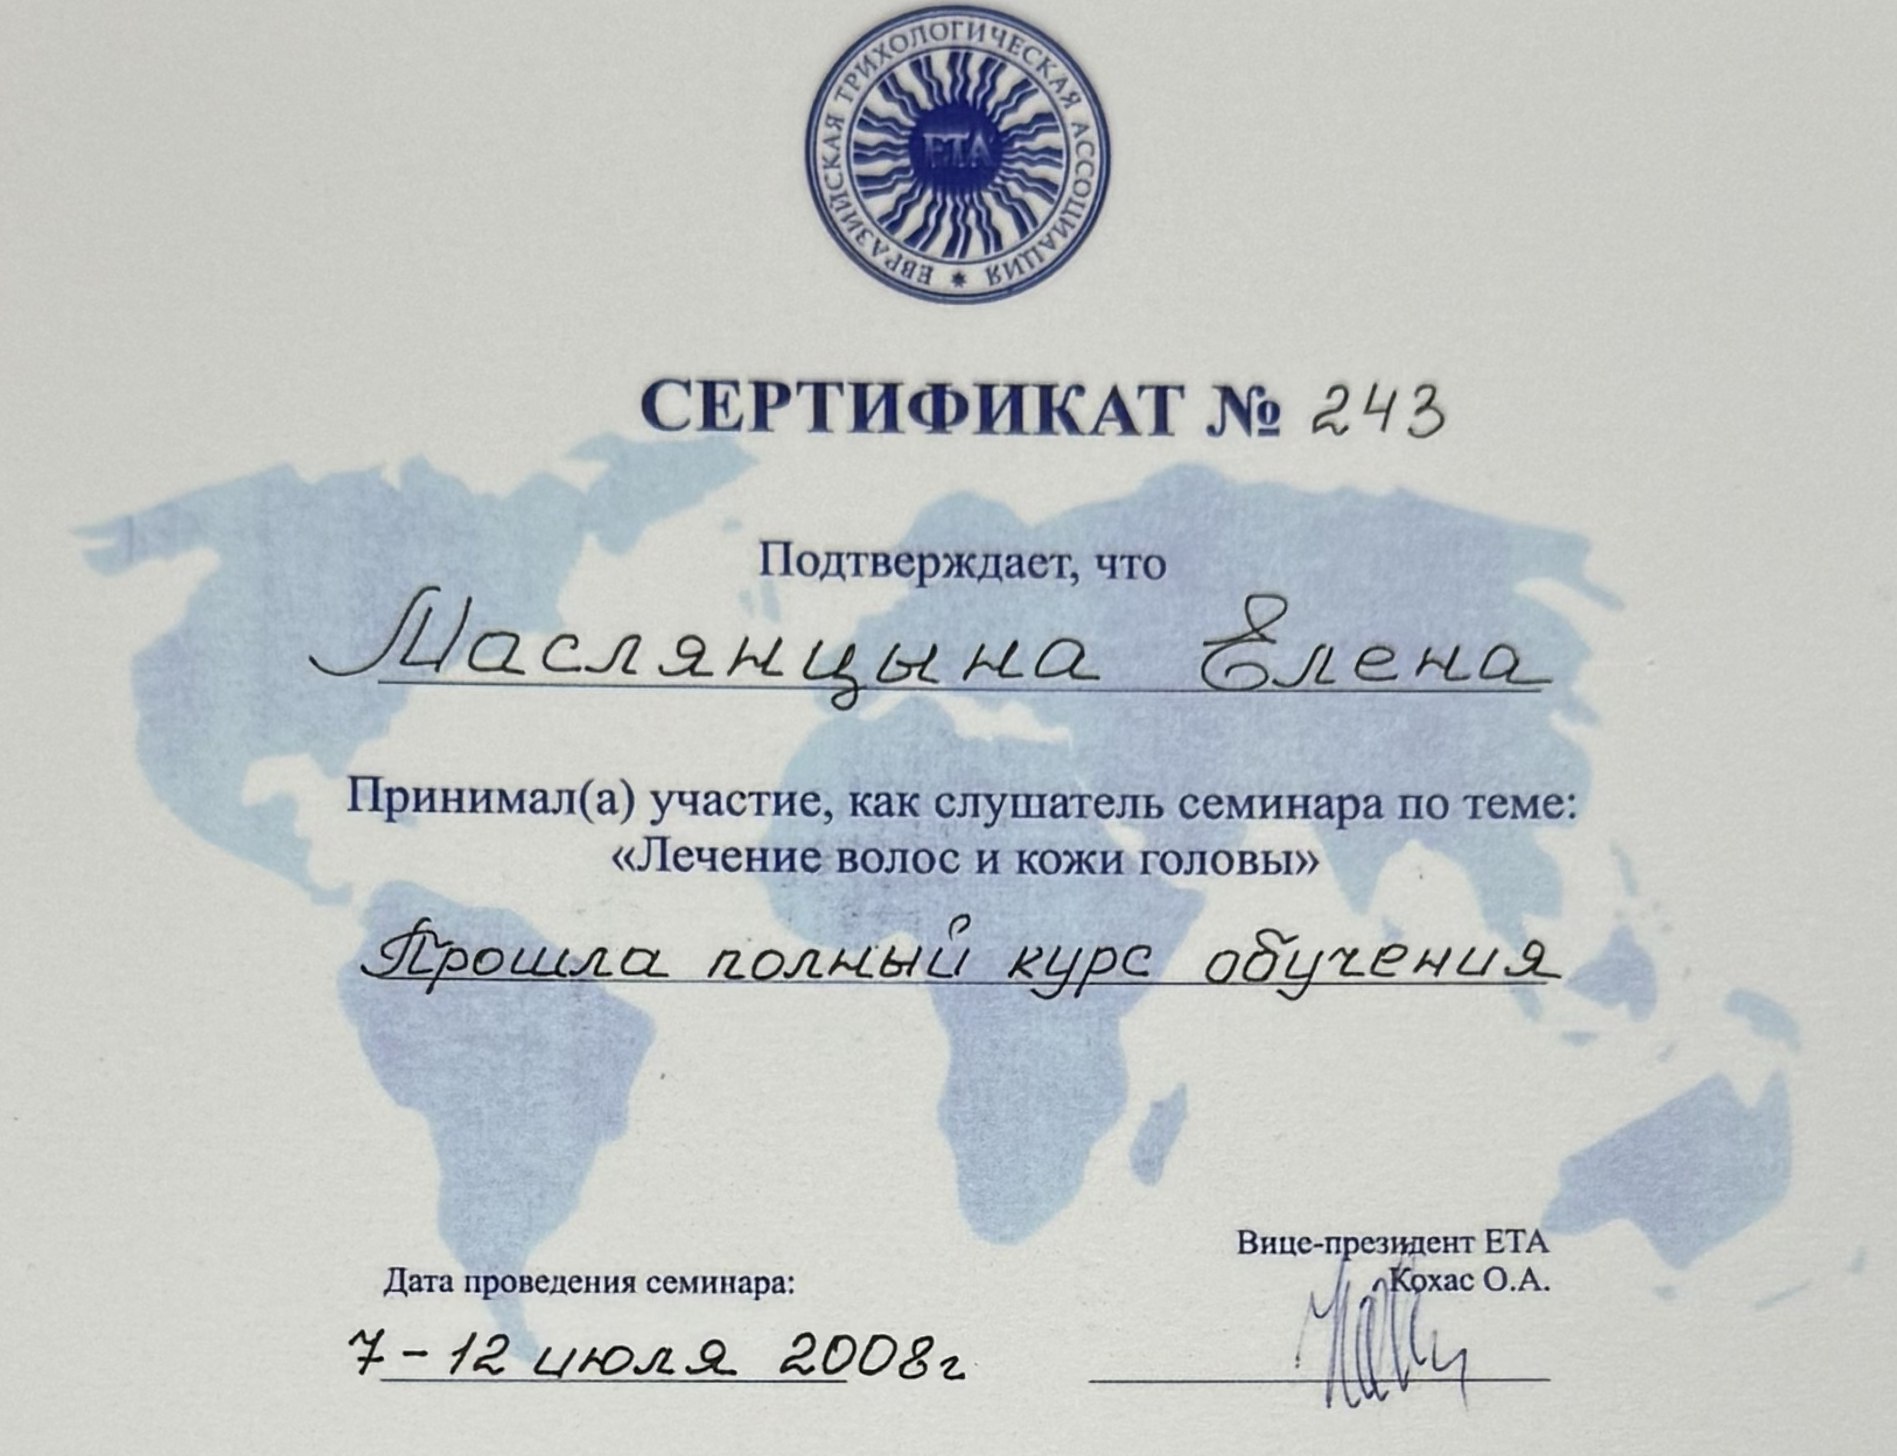 ЕВРАЗИЙСКАЯ ТРИХОЛОГИЧЕСКАЯ АССОЦИАЦИЯ
ЕТА
СЕРТИФИКАТ № 243
Подтверждает, что
Маслянцына Елена
Принимал(а) участие, как слушатель семинара по теме:
«Лечение волос и кожи головы»
Прошла полный курс обучения
Вице-президент ЕТА
Кохас О.А.
Дата проведения семинара:
7-12 июля 2008г